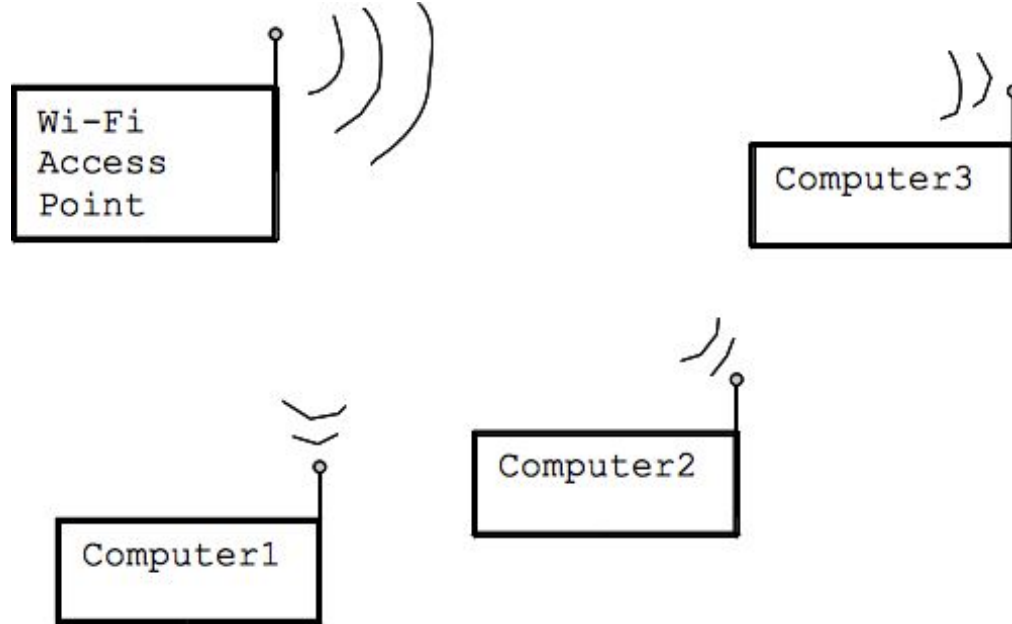 Wi-Fi
Access
Point
Computer3
Computer2
Computer1